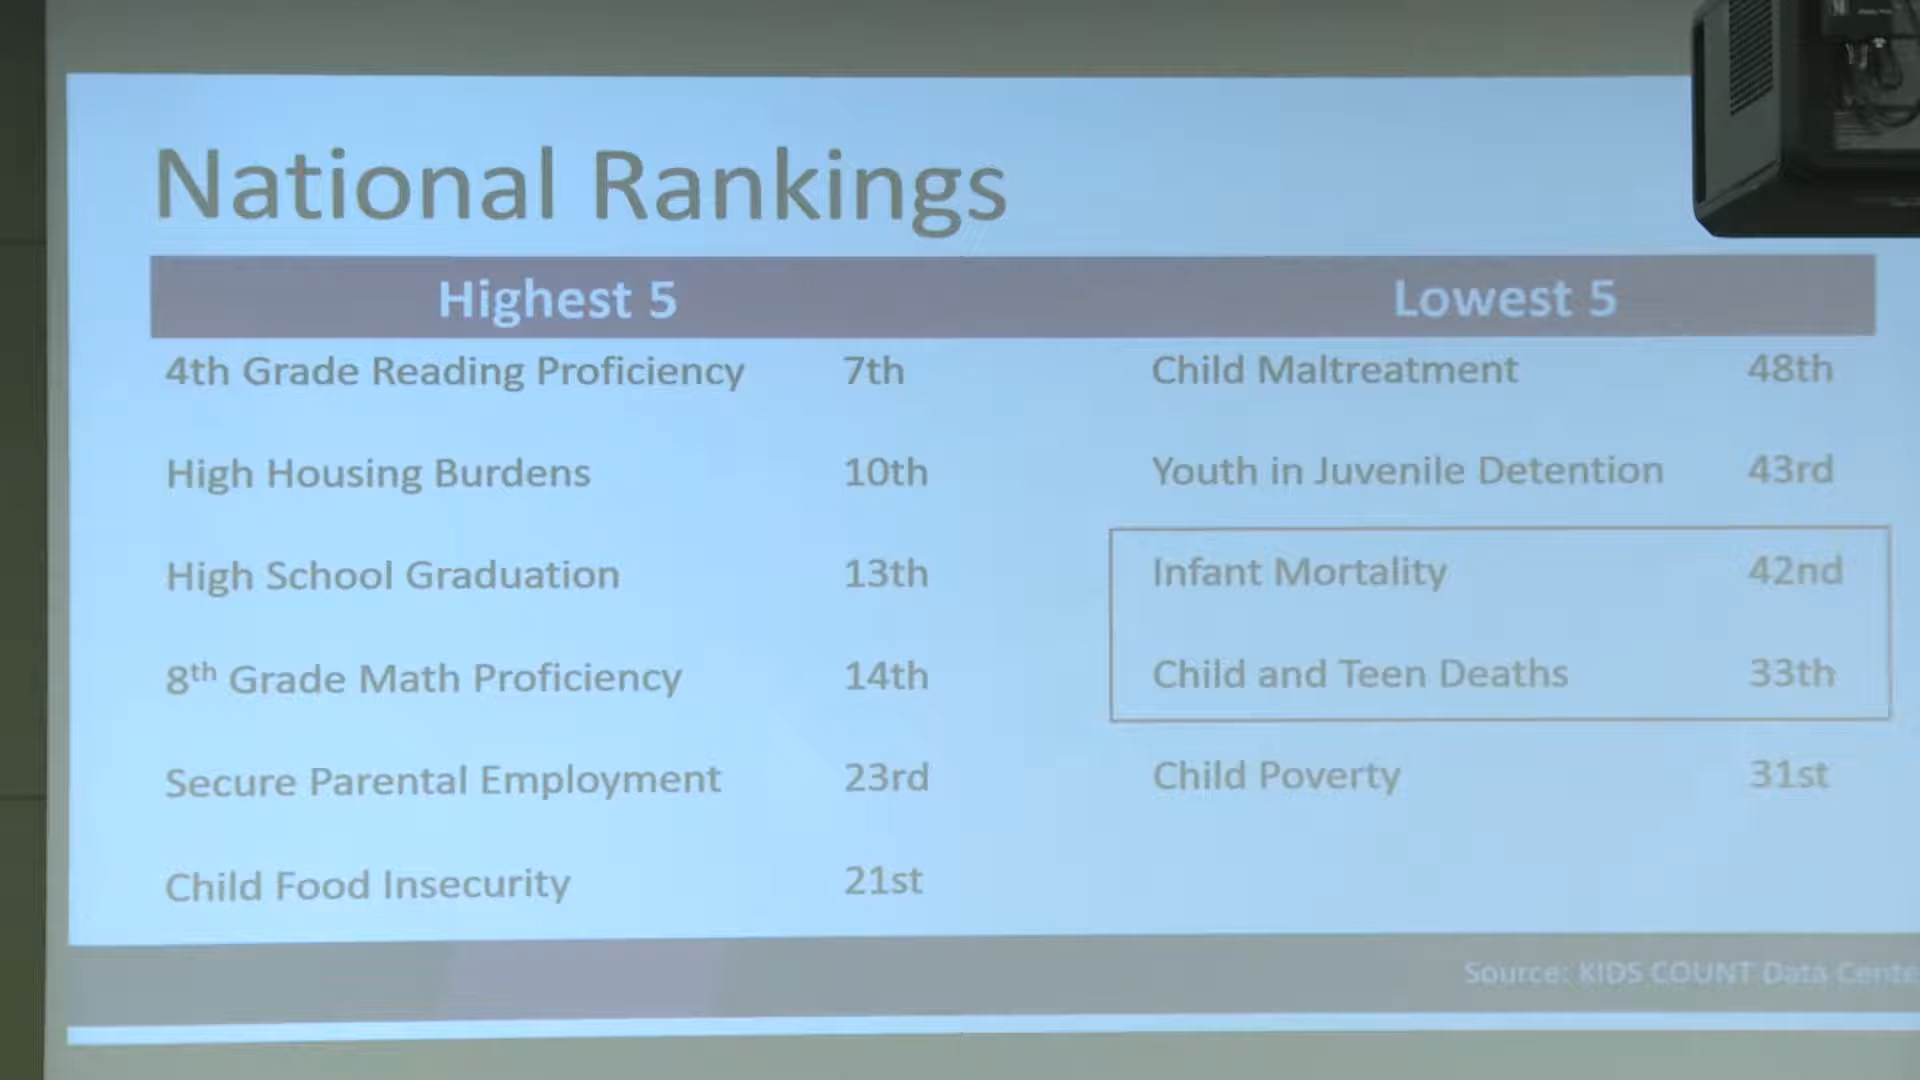 National Rankings
Highest 5 Lowest 5
4th Grade Reading Proficiency 7th Child Maltreatment 48th
High Housing Burdens 10th Youth in Juvenile Detention 43rd
High School Graduation 13th Infant Mortality 42nd
8th Grade Math Proficiency 14th Child and Teen Deaths 33th
Secure Parental Employment 23rd Child Poverty 31st
Child Food Insecurity 21st
Source: KIDS COUNT Data Cente